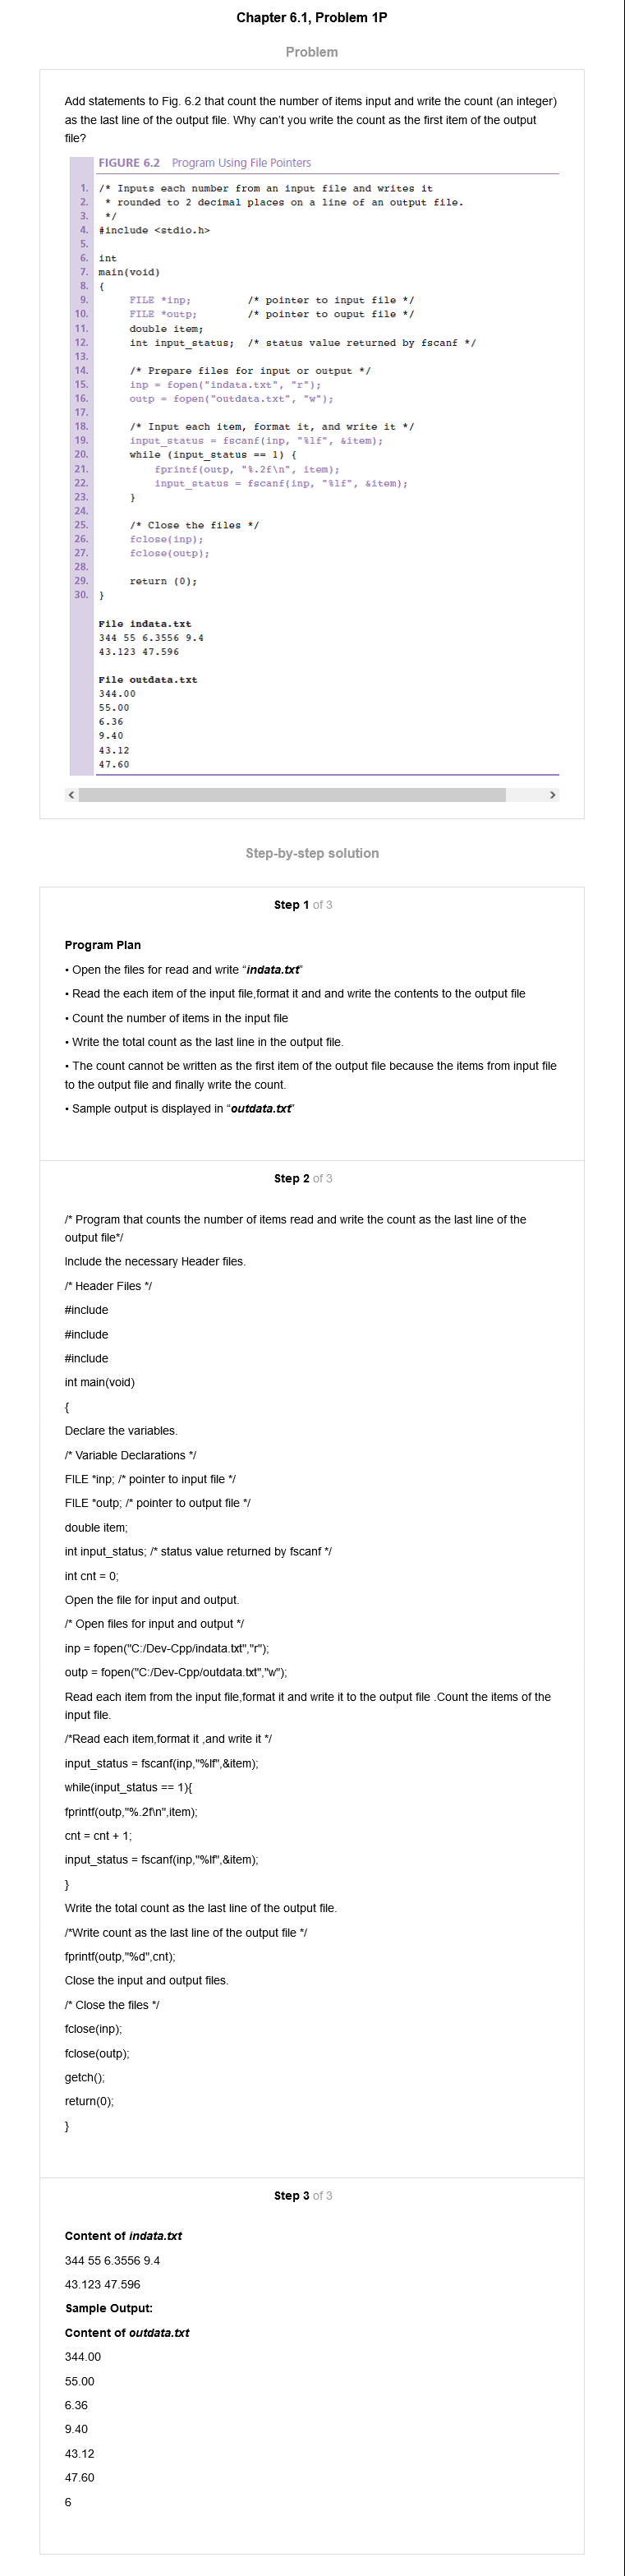 Chapter 6.1, Problem 1P
Problem
Add statements to Fig. 6.2 that count the number of items input and write the count (an integer)
as the last line of the output file. Why can't you write the count as the first item of the output
file?
FIGURE 6.2 Program Using File Pointers
1. /* Inputs each number from an input file and writes it
2. * rounded to 2 decimal places on a line of an output file.
3. */
4. #include <stdio.h>
5.
6. int
7. main(void)
8. {
9. FILE *inp; /* pointer to input file */
10. FILE *outp; /* pointer to ouput file */
11. double item;
12. int input_status; /* status value returned by fscanf */
13.
14. /* Prepare files for input or output */
15. inp = fopen("indata.txt", "r");
16. outp = fopen("outdata.txt", "w");
17.
18. /* Input each item, format it, and write it */
19. input_status = fscanf(inp, "%lf", &item);
20. while (input_status == 1) {
21. fprintf(outp, "%.2f\n", item);
22. input_status = fscanf(inp, "%lf", &item);
23. }
24.
25. /* Close the files */
26. fclose(inp);
27. fclose(outp);
28.
29. return (0);
30. }
File indata.txt
344 55 6.3556 9.4
43.123 47.596
File outdata.txt
344.00
55.00
6.36
9.40
43.12
47.60
Step-by-step solution
Step 1 of 3
Program Plan
• Open the files for read and write “indata.txt”
• Read the each item of the input file,format it and and write the contents to the output file
• Count the number of items in the input file
• Write the total count as the last line in the output file.
• The count cannot be written as the first item of the output file because the items from input file
to the output file and finally write the count.
• Sample output is displayed in “outdata.txt”
Step 2 of 3
/* Program that counts the number of items read and write the count as the last line of the
output file*/
Include the necessary Header files.
/* Header Files */
#include
#include
#include
int main(void)
{
Declare the variables.
/* Variable Declarations */
FILE *inp; /* pointer to input file */
FILE *outp; /* pointer to output file */
double item;
int input_status; /* status value returned by fscanf */
int cnt = 0;
Open the file for input and output.
/* Open files for input and output */
inp = fopen("C:/Dev-Cpp/indata.txt","r");
outp = fopen("C:/Dev-Cpp/outdata.txt","w");
Read each item from the input file,format it and write it to the output file .Count the items of the
input file.
/*Read each item,format it ,and write it */
input_status = fscanf(inp,"%lf",&item);
while(input_status == 1){
fprintf(outp,"%.2f\n",item);
cnt = cnt + 1;
input_status = fscanf(inp,"%lf",&item);
}
Write the total count as the last line of the output file.
/*Write count as the last line of the output file */
fprintf(outp,"%d",cnt);
Close the input and output files.
/* Close the files */
fclose(inp);
fclose(outp);
getch();
return(0);
}
Step 3 of 3
Content of indata.txt
344 55 6.3556 9.4
43.123 47.596
Sample Output:
Content of outdata.txt
344.00
55.00
6.36
9.40
43.12
47.60
6